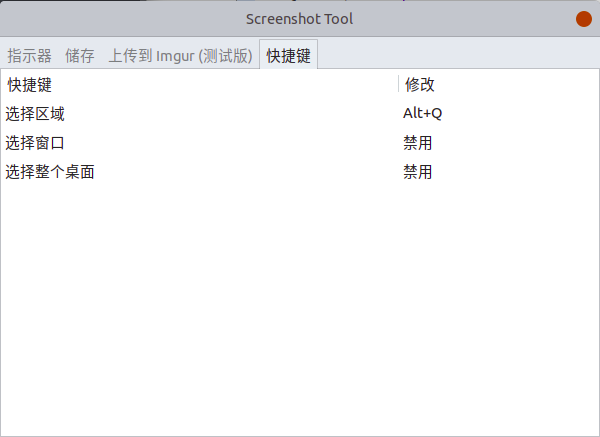 Screenshot Tool
指示器 储存 上传到 Imgur (测试版) 快捷键
快捷键 修改
选择区域 Alt+Q
选择窗口 禁用
选择整个桌面 禁用